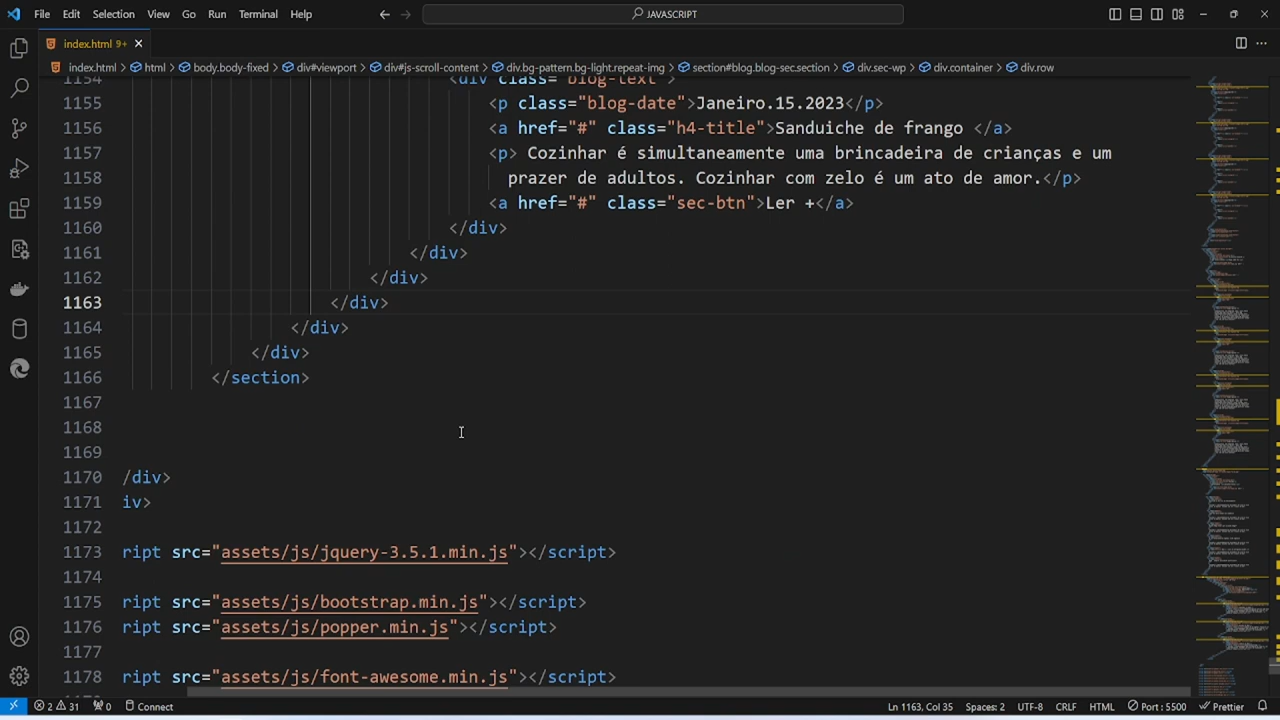 File Edit Selection View Go Run Terminal Help
JAVASCRIPT
index.html 9+
index.html > html > body.body-fixed > div#viewport > div#js-scroll-content > div.bg-pattern.bg-light.repeat-img > section#blog.blog-sec.section > div.sec-wp > div.container > div.row
1154 <div class="blog-text">
1155 <p class="blog-date">Janeiro.15.2023</p>
1156 <a href="#" class="h4-title">Sanduiche de frango </a>
1157 <p> Cozinhar é simultaneamente uma brincadeira de crianças e um
1158 prazer de adultos. Cozinhar com zelo é um ato de amor.</p>
1159 <a href="#" class="sec-btn">Ler +</a>
1160 </div>
1161 </div>
1162 </div>
1163 </div>
1164 </div>
1165 </div>
1166 </section>
1167
1168
1169
1170 /div>
1171 iv>
1172
1173 ript src="assets/js/jquery-3.5.1.min.js"></script>
1174
1175 ript src="assets/js/bootstrap.min.js"></script>
1176 ript src="assets/js/popper.min.js"></script>
1177
1178 ript src="assets/js/font-awesome.min.js"></script>
Connect Ln 1163, Col 35 Spaces: 2 UTF-8 CRLF HTML Port : 5500 Prettier